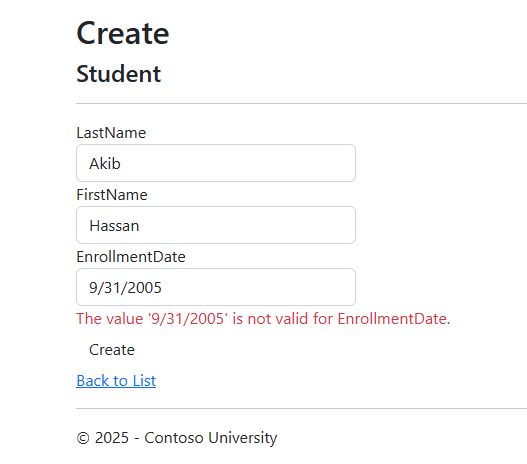 Create
Student
LastName
Akib
FirstName
Hassan
EnrollmentDate
9/31/2005
The value '9/31/2005' is not valid for EnrollmentDate.
Create
Back to List
© 2025 - Contoso University